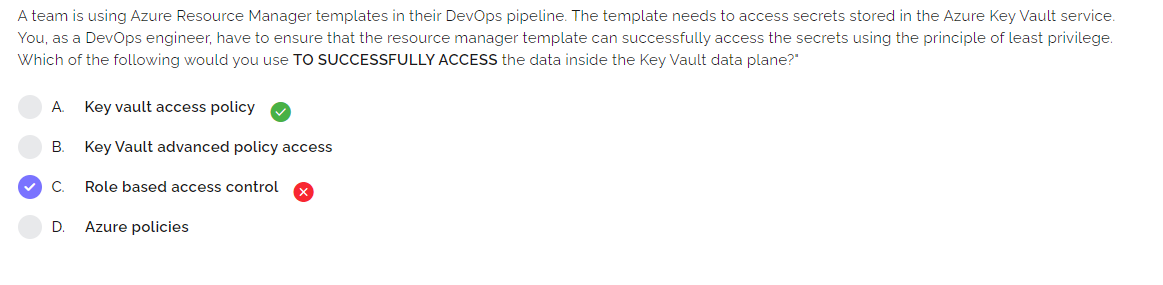 A team is using Azure Resource Manager templates in their DevOps pipeline. The template needs to access secrets stored in the Azure Key Vault service.
You, as a DevOps engineer, have to ensure that the resource manager template can successfully access the secrets using the principle of least privilege.
Which of the following would you use TO SUCCESSFULLY ACCESS the data inside the Key Vault data plane?"
A. Key vault access policy
B. Key Vault advanced policy access
C. Role based access control
D. Azure policies